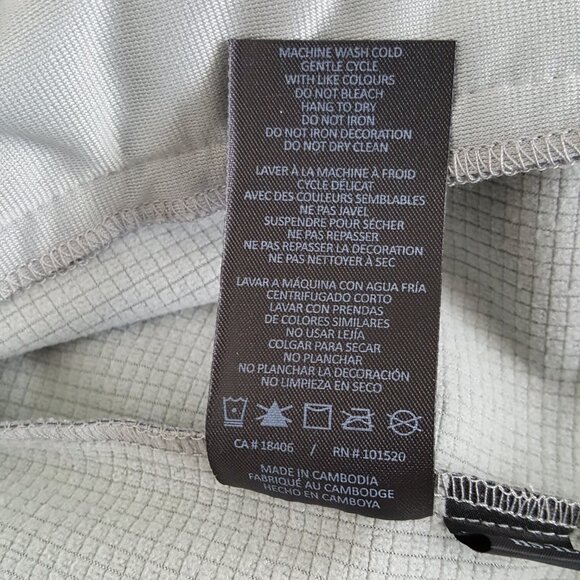 MACHINE WASH COLD
GENTLE CYCLE
WITH LIKE COLOURS
DO NOT BLEACH
HANG TO DRY
DO NOT IRON
DO NOT IRON DECORATION
DO NOT DRY CLEAN
LAVER À LA MACHINE À FROID
CYCLE DÉLICAT
AVEC DES COULEURS SEMBLABLES
NE PAS JAVEL
SUSPENDRE POUR SÉCHER
NE PAS REPASSER
NE PAS REPASSER LA DECORATION
NE PAS NETTOYER À SEC
LAVAR A MÁQUINA CON AGUA FRÍA
CENTRIFUGADO CORTO
LAVAR CON PRENDAS
DE COLORES SIMILARES
NO USAR LEJÍA
COLGAR PARA SECAR
NO PLANCHAR
NO PLANCHAR LA DECORACIÓN
NO LIMPIEZA EN SECO
CA # 18406 / RN # 101520
MADE IN CAMBODIA
FABRIQUÉ AU CAMBODGE
HECHO EN CAMBOYA